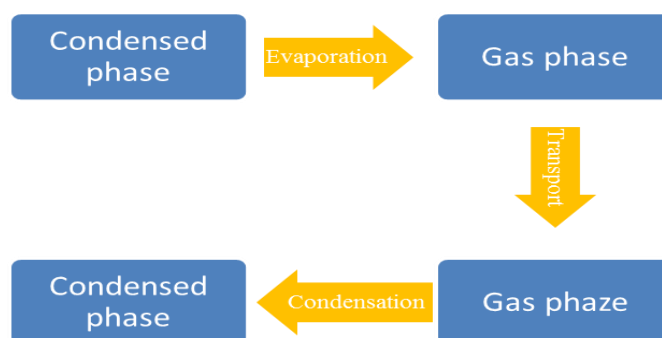 Condensed
phase
Evaporation
Gas phase
Transport
Condensed
phase
Condensation
Gas phaze